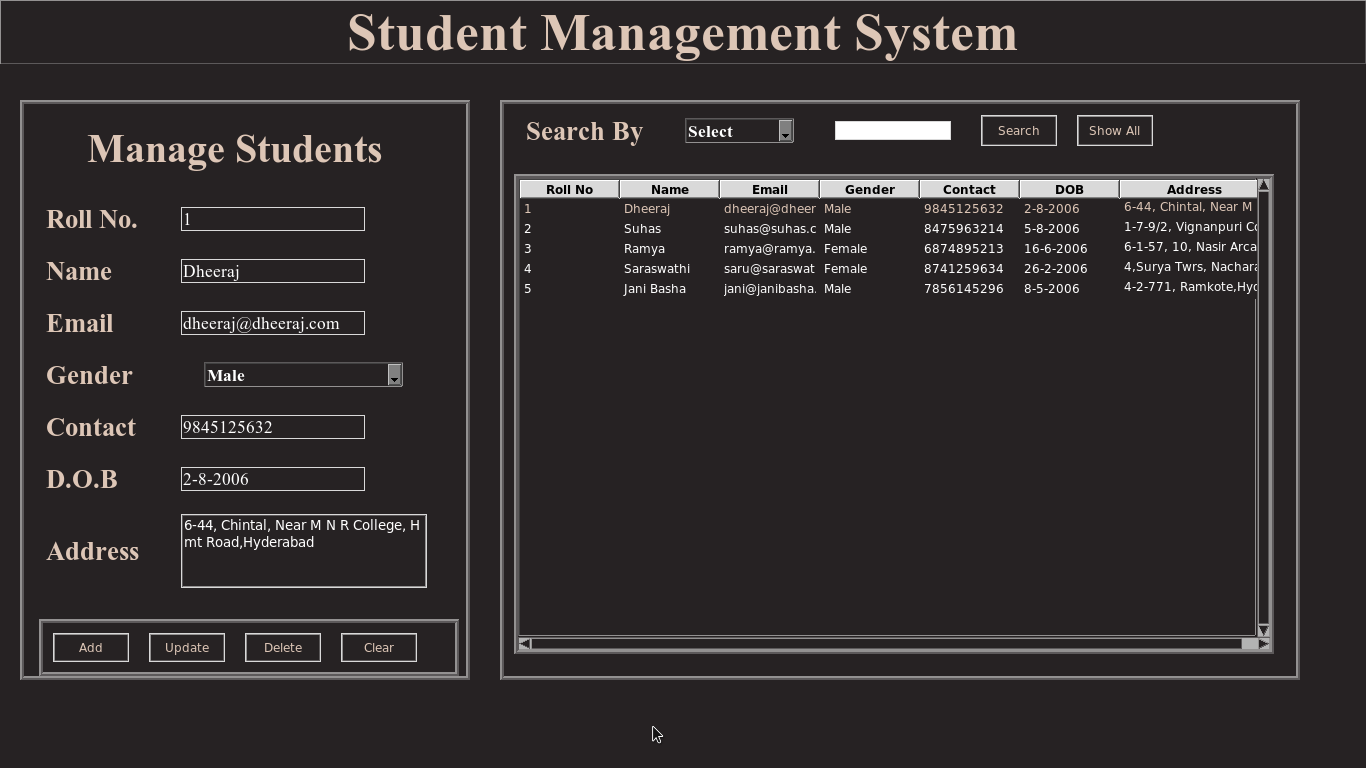 Student Management System
Manage Students
Roll No. 1
Name Dheeraj
Email dheeraj@dheeraj.com
Gender Male
Contact 9845125632
D.O.B 2-8-2006
Address 6-44, Chintal, Near M N R College, H
mt Road,Hyderabad
Add Update Delete Clear
Search By Select Search Show All
Roll No Name Email Gender Contact DOB Address
1 Dheeraj dheeraj@dheer Male 9845125632 2-8-2006 6-44, Chintal, Near M
2 Suhas suhas@suhas.c Male 8475963214 5-8-2006 1-7-9/2, Vignanpuri Co
3 Ramya ramya@ramya. Female 6874895213 16-6-2006 6-1-57, 10, Nasir Arca
4 Saraswathi saru@saraswat Female 8741259634 26-2-2006 4,Surya Twrs, Nachara
5 Jani Basha jani@janibasha. Male 7856145296 8-5-2006 4-2-771, Ramkote,Hyd